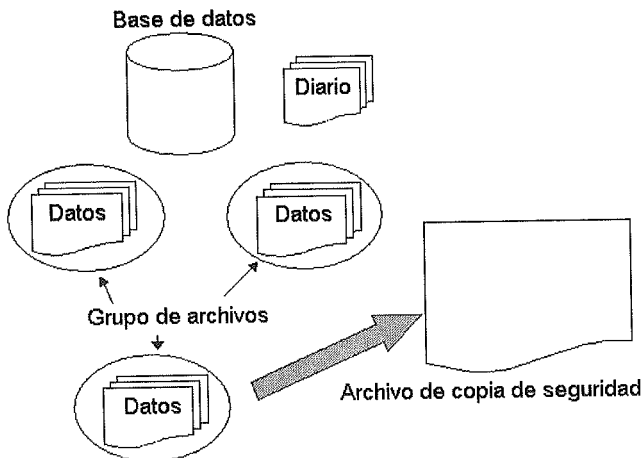 Base de datos
Diario
Datos
Datos
Grupo de archivos
Datos
Archivo de copia de seguridad